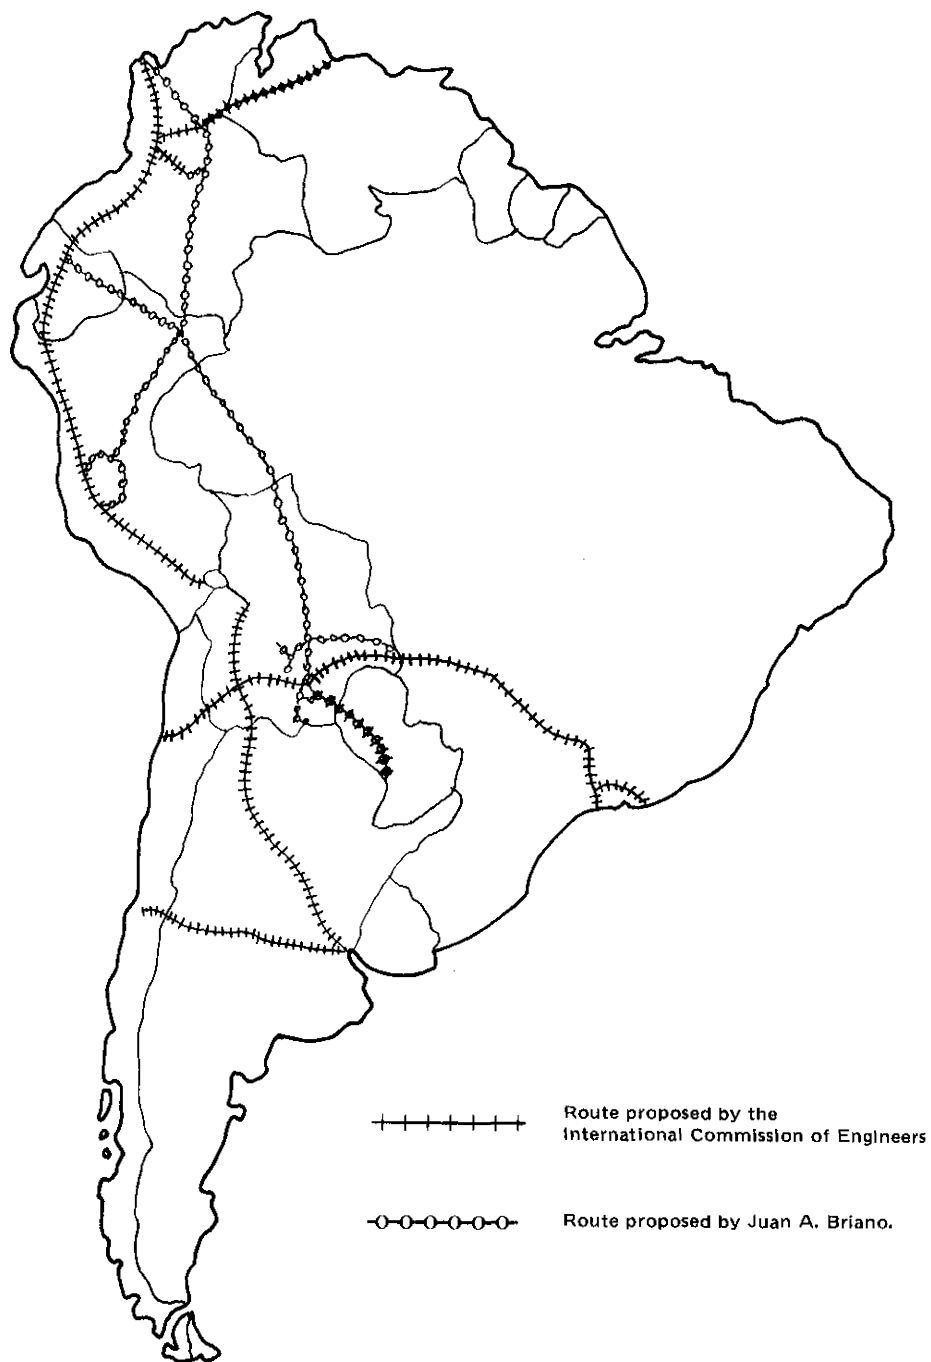 Route proposed by the
International Commission of Engineers
Route proposed by Juan A. Briano.